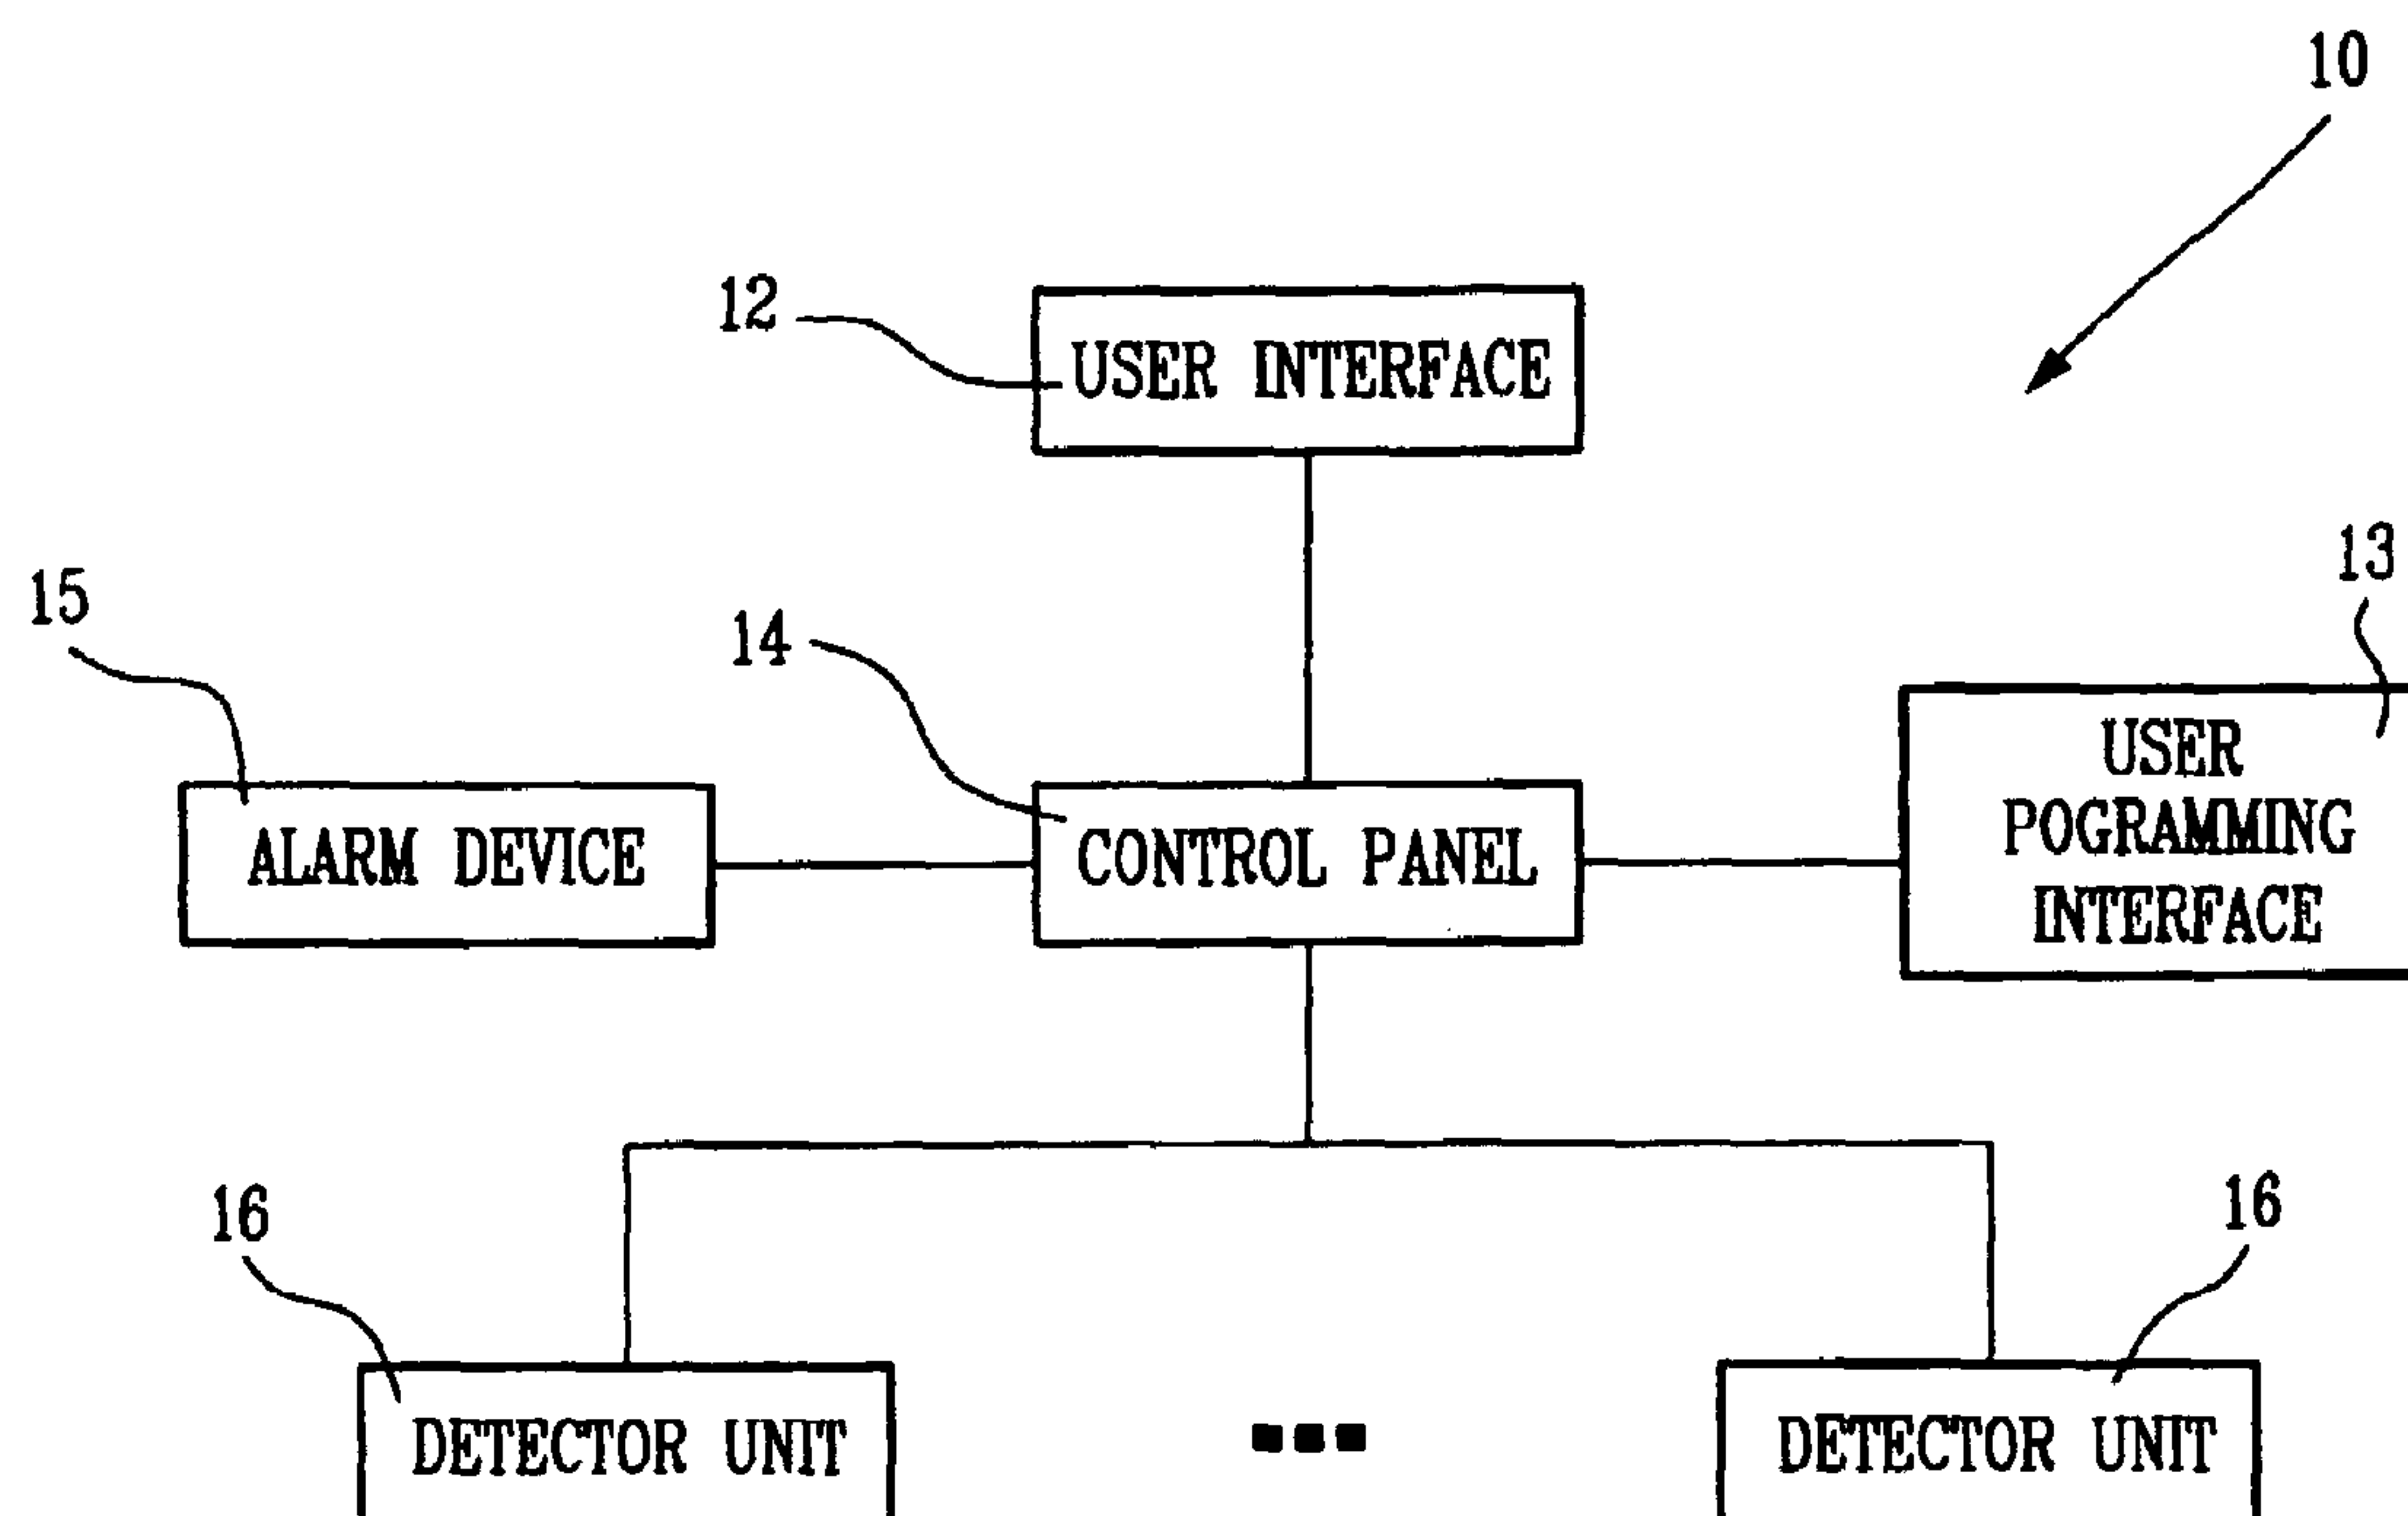 10
12
USER INTERFACE
13
15
14
ALARM DEVICE
CONTROL PANEL
USER
POGRAMMING
INTERFACE
16
16
DETECTOR UNIT
DETECTOR UNIT